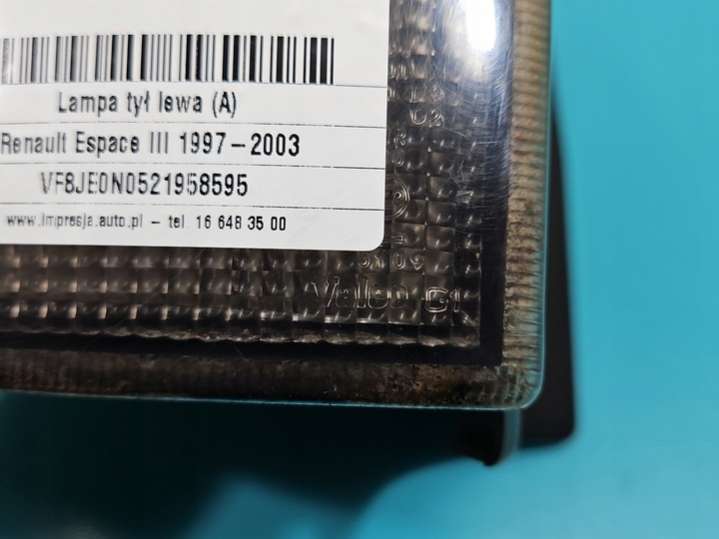 Lampa tył lewa (A)
Renault Espace III 1997-2003
VF8JE0N0521958595
www.impresja.auto.pl - tel. 16 648 35 00
Valeo